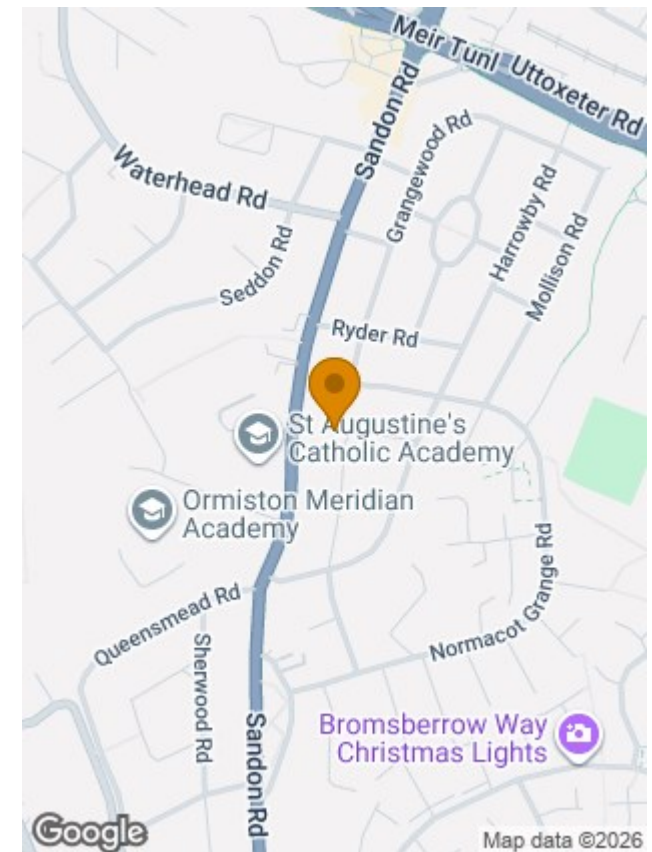 Meir Tunl
Uttoxeter Rd
Sandon Rd
Grangewood Rd
Waterhead Rd
Harrowby Rd
Mollison Rd
Seddon Rd
Ryder Rd
St Augustine's
Catholic Academy
Ormiston Meridian
Academy
Normacot Grange Rd
Queensmead Rd
Sherwood Rd
Sandon Rd
Bromsberrow Way
Christmas Lights
Google
Map data ©2026